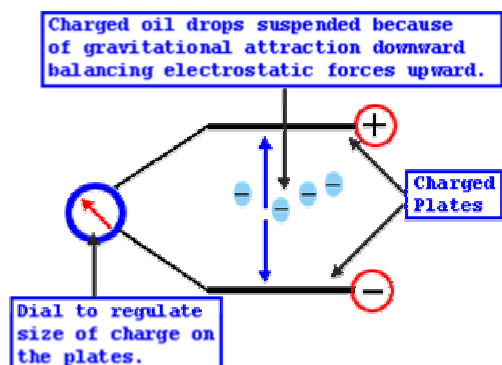 Charged oil drops suspended because
of gravitational attraction downward
balancing electrostatic forces upward.
+
− − − −
Charged
Plates
−
Dial to regulate
size of charge on
the plates.